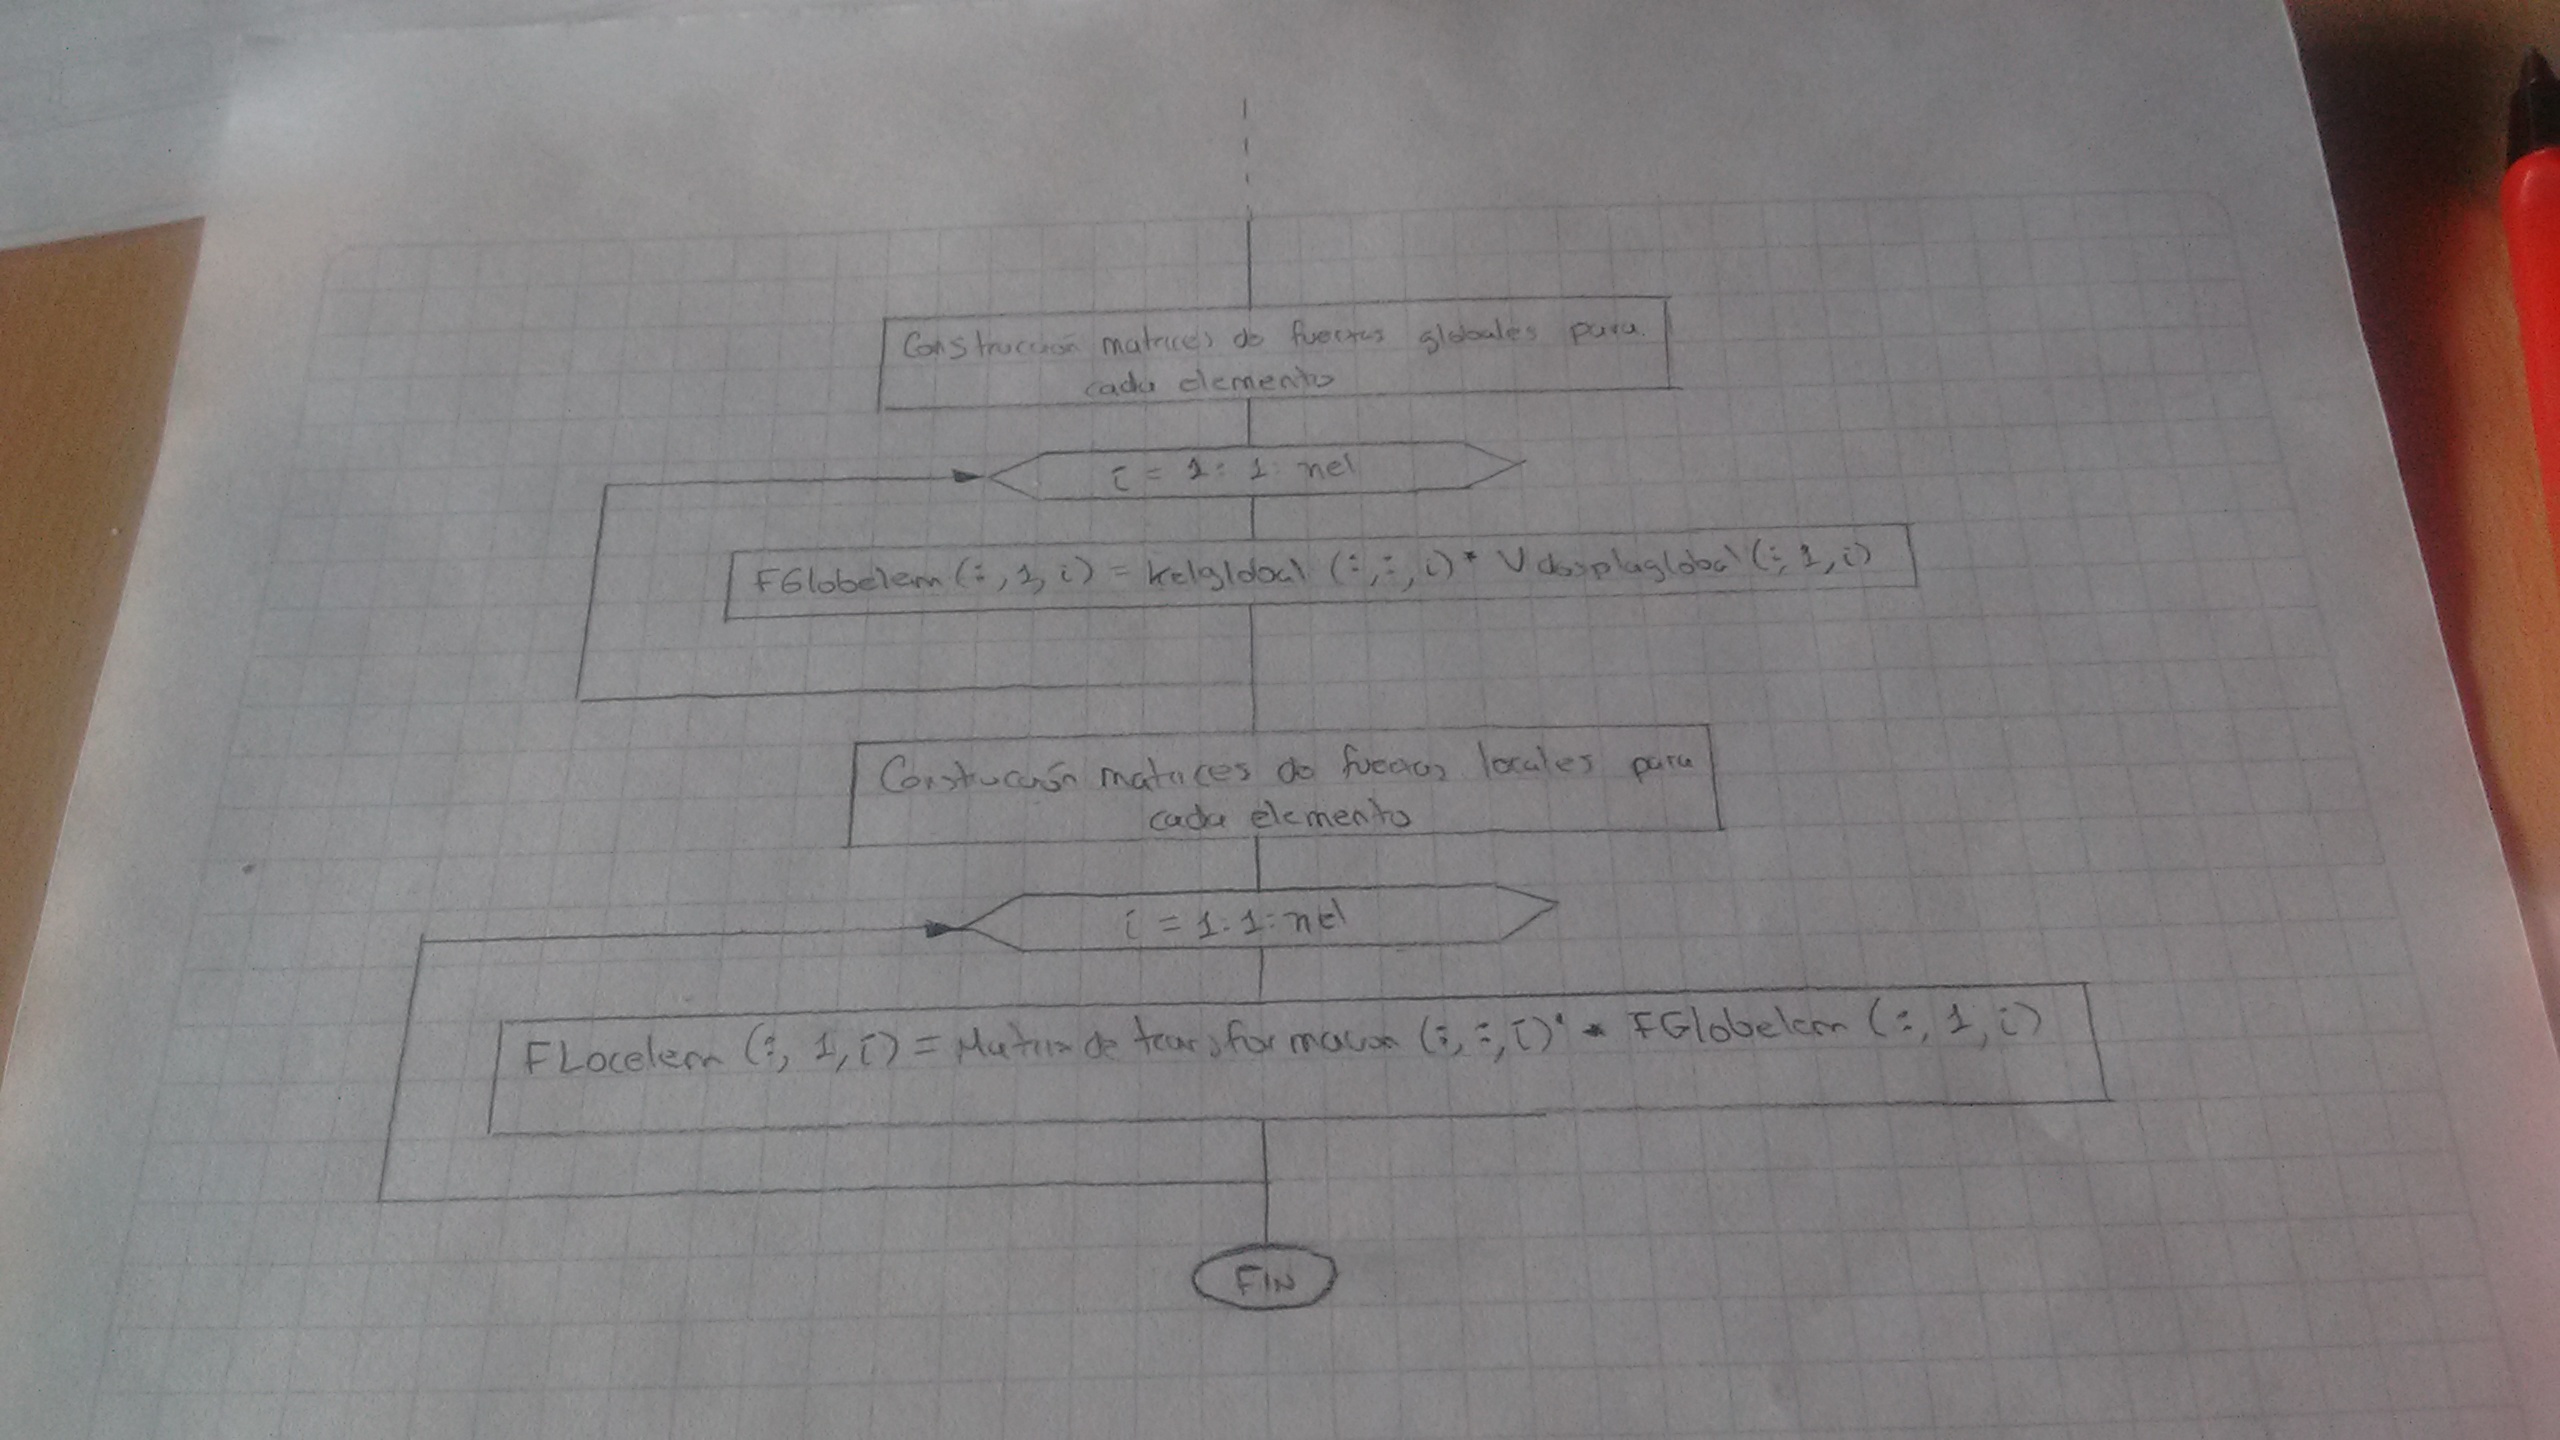 Construcción matrices de fuerzas globales para
cada elemento
i = 1: 1: nel
FGlobelem (:, 1, i) = kelglobal (:,:, i) * Vdesplaglobal (:, 1, i)
Construcción matrices de fuerzas locales para
cada elemento
i = 1: 1: nel
FLocelem (:, 1, i) = Matriz de transformacion (:,:, i)' * FGlobelem (:, 1, i)
FIN